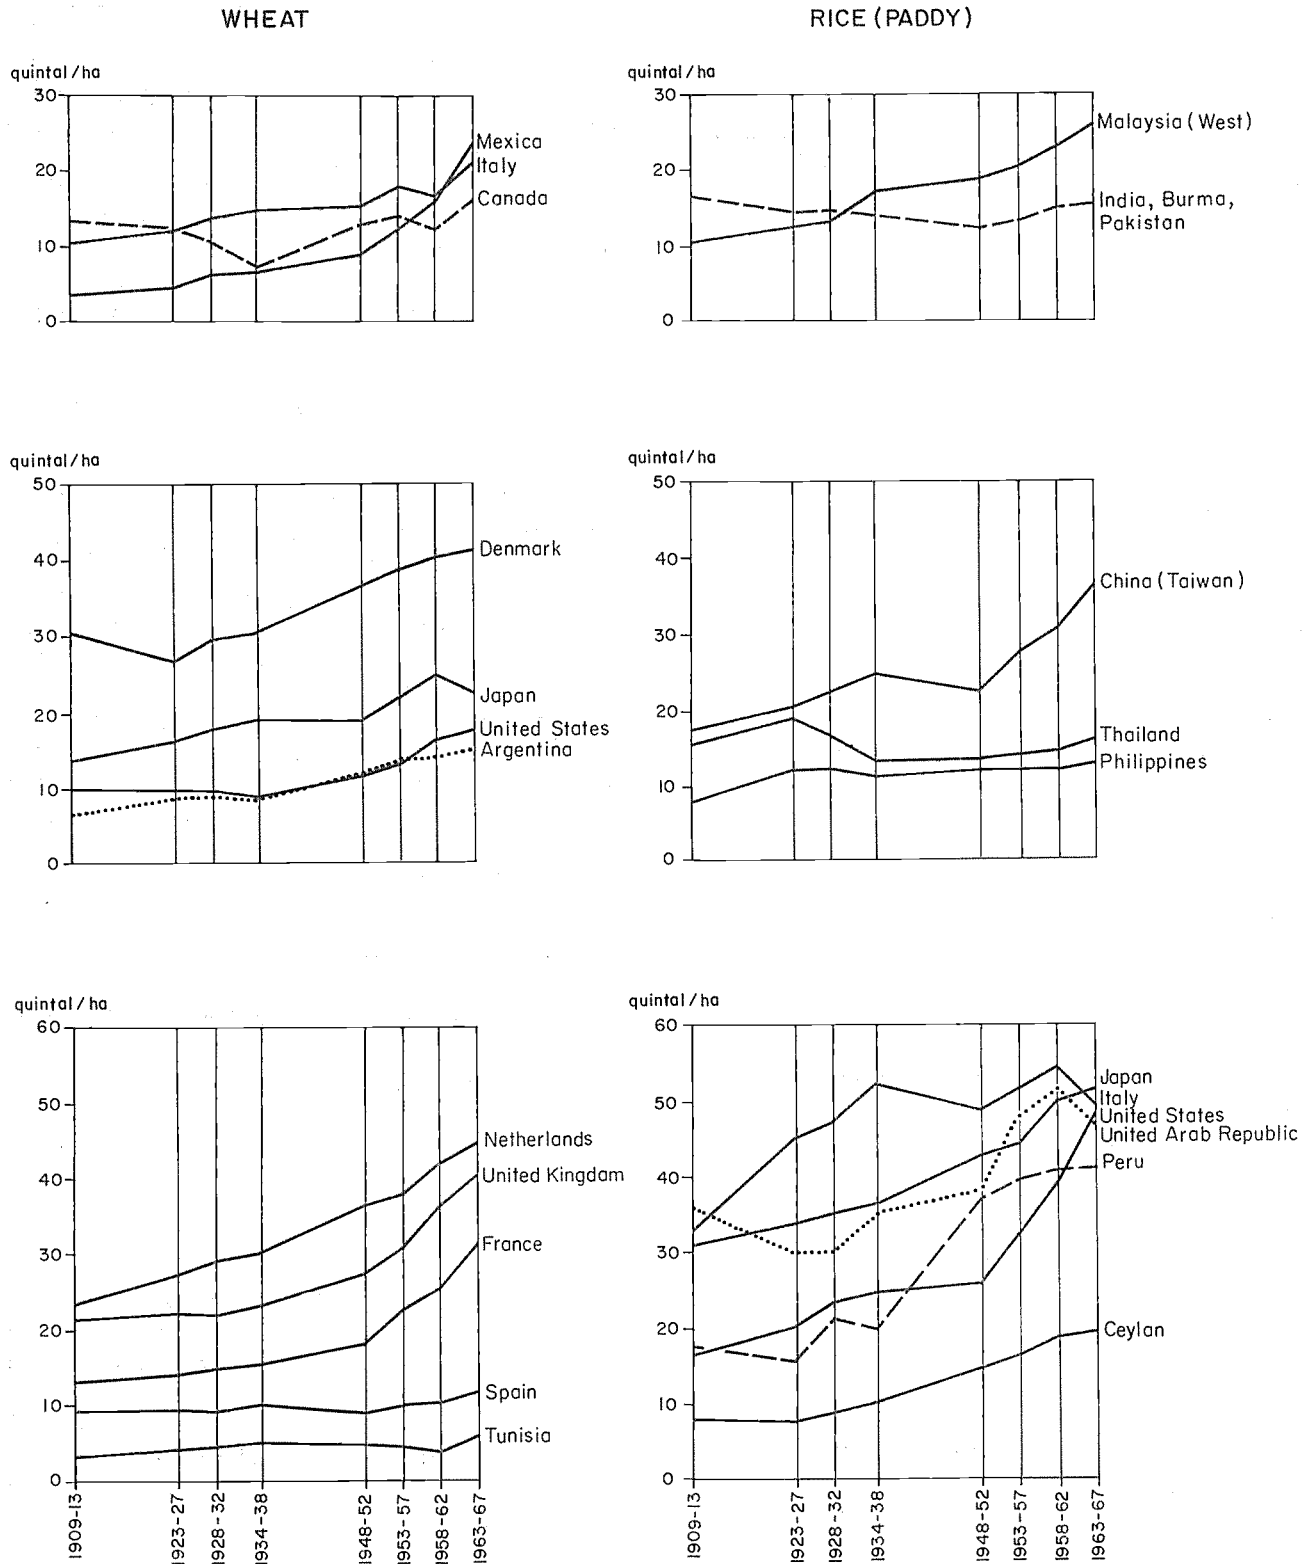 WHEAT
RICE (PADDY)
quintal/ha
30
20
10
0
Mexica
Italy
Canada
quintal/ha
30
20
10
0
Malaysia (West)
India, Burma,
Pakistan
quintal/ha
50
40
30
20
10
0
Denmark
Japan
United States
Argentina
quintal/ha
50
40
30
20
10
0
China (Taiwan)
Thailand
Philippines
quintal/ha
60
50
40
30
20
10
0
Netherlands
United Kingdam
France
Spain
Tunisia
1909-13
1923-27
1928-32
1934-38
1948-52
1953-57
1958-62
1963-67
quintal/ha
60
50
40
30
20
10
0
Japan
Italy
United States
United Arab Republic
Peru
Ceylan
1909-13
1923-27
1928-32
1934-38
1948-52
1953-57
1958-62
1963-67